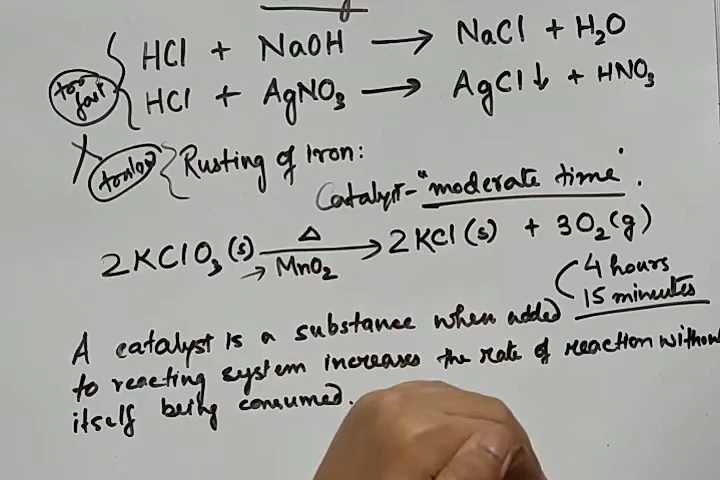 HCl + NaOH ⟶ NaCl + H₂O
too fast
HCl + AgNO₃ ⟶ AgCl↓ + HNO₃
Rusting of Iron:
Catalyst - "moderate time".
2KClO₃(s) ⟶ 2KCl(s) + 3O₂(g)
Δ
→ MnO₂
4 hours
15 minutes
A catalyst is a substance when added
to reacting system increases the rate of reaction without
itself being consumed.